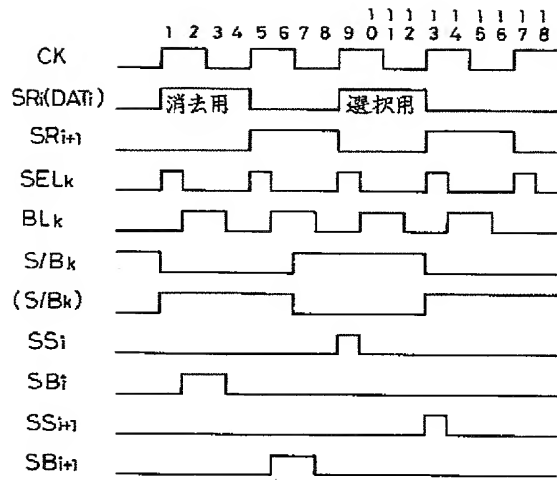 1 2 3 4 5 6 7 8 9 10 11 12 13 14 15 16 17 18
CK
SRi(DATi) 消去用 選択用
SRi+1
SELk
BLk
S/Bk
(S/Bk)
SSi
SBi
SSi+1
SBi+1